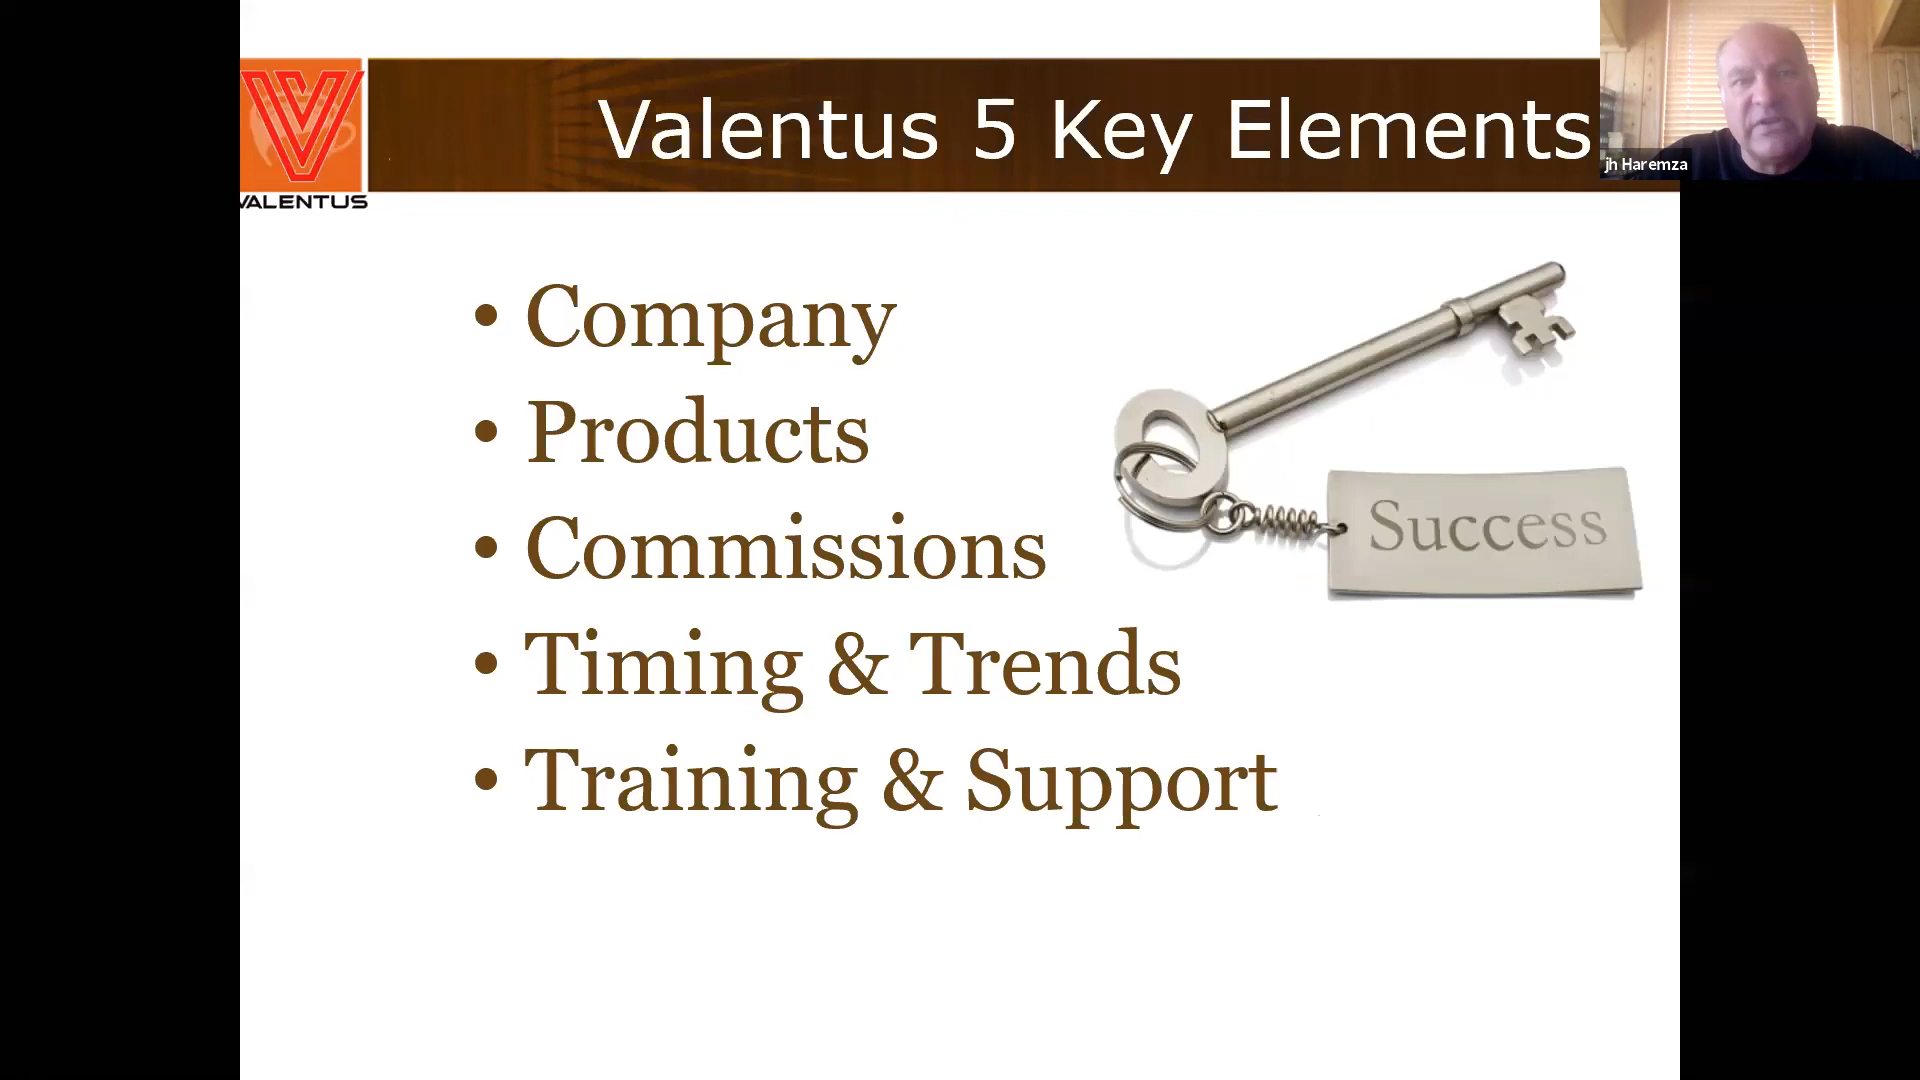 Valentus 5 Key Elements
jh Haremza
VALENTUS
• Company
• Products
• Commissions
• Timing & Trends
• Training & Support
Success